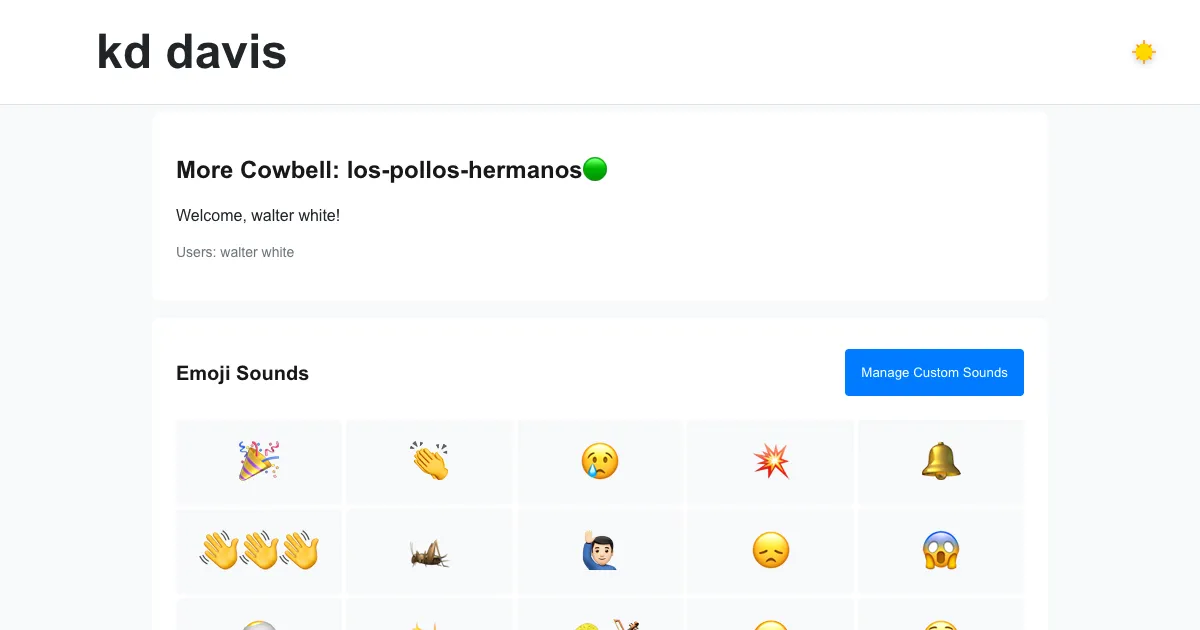 kd davis
More Cowbell: los-pollos-hermanos
Welcome, walter white!
Users: walter white
Emoji Sounds
Manage Custom Sounds